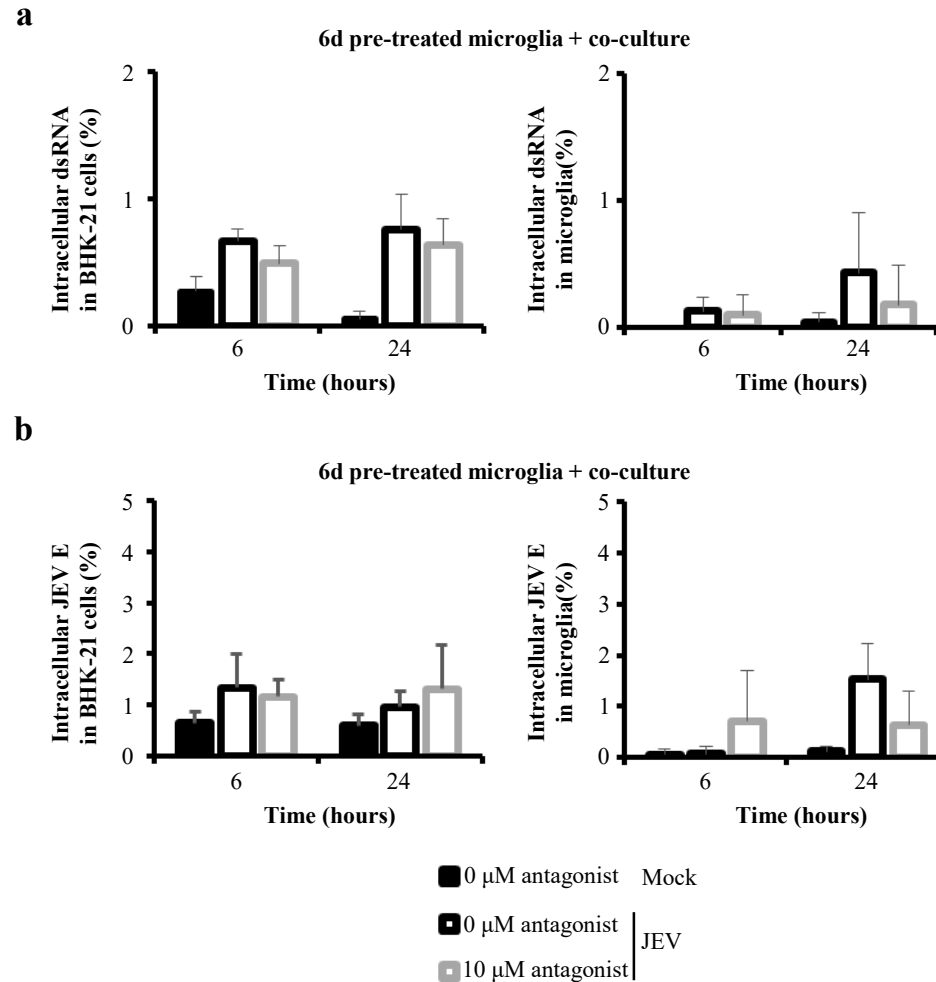 a
6d pre-treated microglia + co-culture
Intracellular dsRNA
in BHK-21 cells (%)
2
1
0
6
24
Time (hours)
Intracellular dsRNA
in microglia(%)
2
1
0
6
24
Time (hours)
b
6d pre-treated microglia + co-culture
Intracellular JEV E
in BHK-21 cells (%)
5
4
3
2
1
0
6
24
Time (hours)
Intracellular JEV E
in microglia(%)
5
4
3
2
1
0
6
24
Time (hours)
0 μM antagonist Mock
0 μM antagonist
JEV
10 μM antagonist